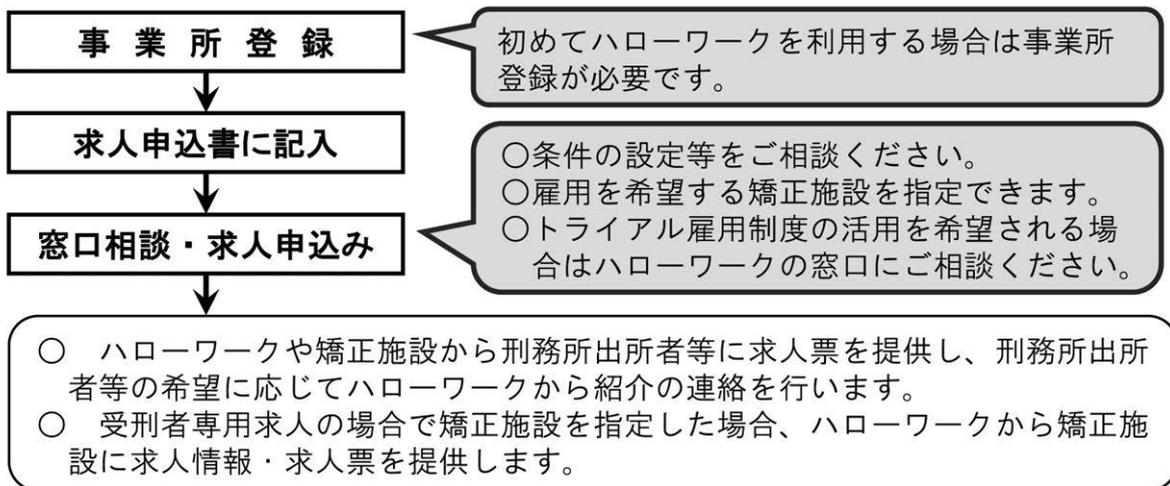 事業所登録
初めてハローワークを利用する場合は事業所
登録が必要です。
求人申込書に記入
窓口相談・求人申込み
○条件の設定等をご相談ください。
○雇用を希望する矯正施設を指定できます。
○トライアル雇用制度の活用を希望される場
合はハローワークの窓口にご相談ください。
○　ハローワークや矯正施設から刑務所出所者等に求人票を提供し、刑務所出所
者等の希望に応じてハローワークから紹介の連絡を行います。
○　受刑者専用求人の場合で矯正施設を指定した場合、ハローワークから矯正施
設に求人情報・求人票を提供します。